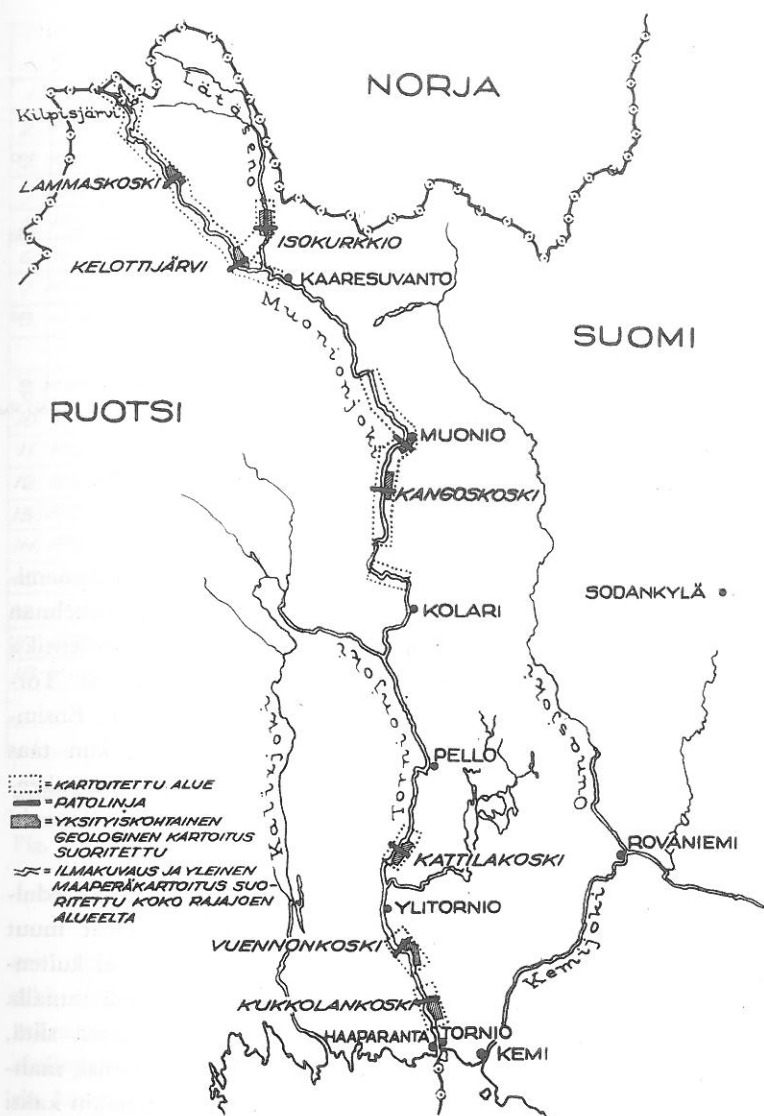 NORJA
Lätäseno
Kilpisjärvi
LAMMASKOSKI
ISOKURKKIO
KELOTTIJÄRVI
KAARESUVANTO
Muonionjoki
SUOMI
RUOTSI
MUONIO
KANGOSKOSKI
SODANKYLÄ
KOLARI
Ounasjoki
Tornionjoki
Kalixjoki
PELLO
= KARTOITETTU ALUE
= PATOLINJA
= YKSITYISKOHTAINEN
GEOLOGINEN KARTOITUS
SUORITETTU
= ILMAKUVAUS JA YLEINEN
MAAPERÄKARTOITUS SUO-
RITETTU KOKO RAJAJOEN
ALUEELTA
ROVANIEMI
KATTILAKOSKI
YLITORNIO
VUENNONKOSKI
Kemijoki
KUKKOLANKOSKI
HAAPARANTA
TORNIO
KEMI